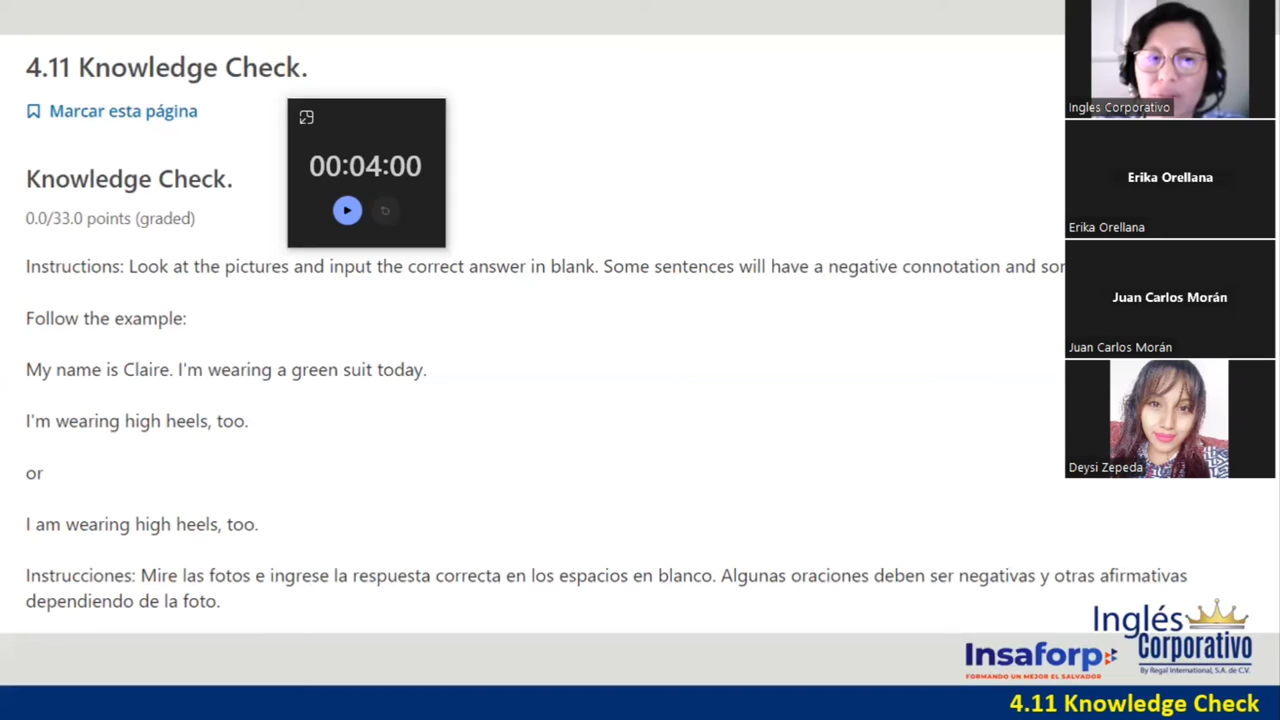 4.11 Knowledge Check.
Marcar esta página
00:04:00
Knowledge Check.
0.0/33.0 points (graded)
Instructions: Look at the pictures and input the correct answer in blank. Some sentences will have a negative connotation and
Follow the example:
My name is Claire. I'm wearing a green suit today.
I'm wearing high heels, too.
or
I am wearing high heels, too.
Instrucciones: Mire las fotos e ingrese la respuesta correcta en los espacios en blanco. Algunas oraciones deben ser negativas y otras afirmativas
dependiendo de la foto.
Ingles Corporativo
Erika Orellana
Erika Orellana
Juan Carlos Morán
Juan Carlos Morán
Deysi Zepeda
Inglés
Corporativo
By Regal International, S.A. de C.V.
Insaforp
FORMANDO UN MEJOR EL SALVADOR
4.11 Knowledge Check